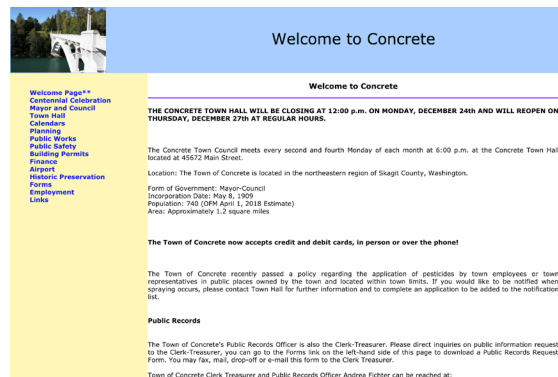 Welcome to Concrete
Welcome Page**
Centennial Celebration
Mayor and Council
Town Hall
Calendars
Planning
Public Works
Public Safety
Building Permits
Finance
Airport
Historic Preservation
Forms
Employment
Links
Welcome to Concrete
THE CONCRETE TOWN HALL WILL BE CLOSING AT 12:00 p.m. ON MONDAY, DECEMBER 24th AND WILL REOPEN ON
THURSDAY, DECEMBER 27th AT REGULAR HOURS.
The Concrete Town Council meets every second and fourth Monday of each month at 6:00 p.m. at the Concrete Town Hall
located at 45672 Main Street.
Location: The Town of Concrete is located in the northeastern region of Skagit County, Washington.
Form of Government: Mayor-Council
Incorporation Date: May 8, 1909
Population: 740 (OFM April 1, 2018 Estimate)
Area: Approximately 1.2 square miles
The Town of Concrete now accepts credit and debit cards, in person or over the phone!
The Town of Concrete recently passed a policy regarding the application of pesticides by town employees or town
representatives in public places owned by the town and located within town limits. If you would like to be notified when
spraying occurs, please contact Town Hall for further information and to complete an application to be added to the notification
list.
Public Records
The Town of Concrete's Public Records Officer is also the Clerk-Treasurer. Please direct inquiries on public information request
to the Clerk-Treasurer, you can go to the Forms link on the left-hand side of this page to download a Public Records Request
Form. You may fax, mail, drop-off or e-mail this form to the Clerk Treasurer.
Town of Concrete Clerk Treasurer and Public Records Officer Andrea Fichter can be reached at: